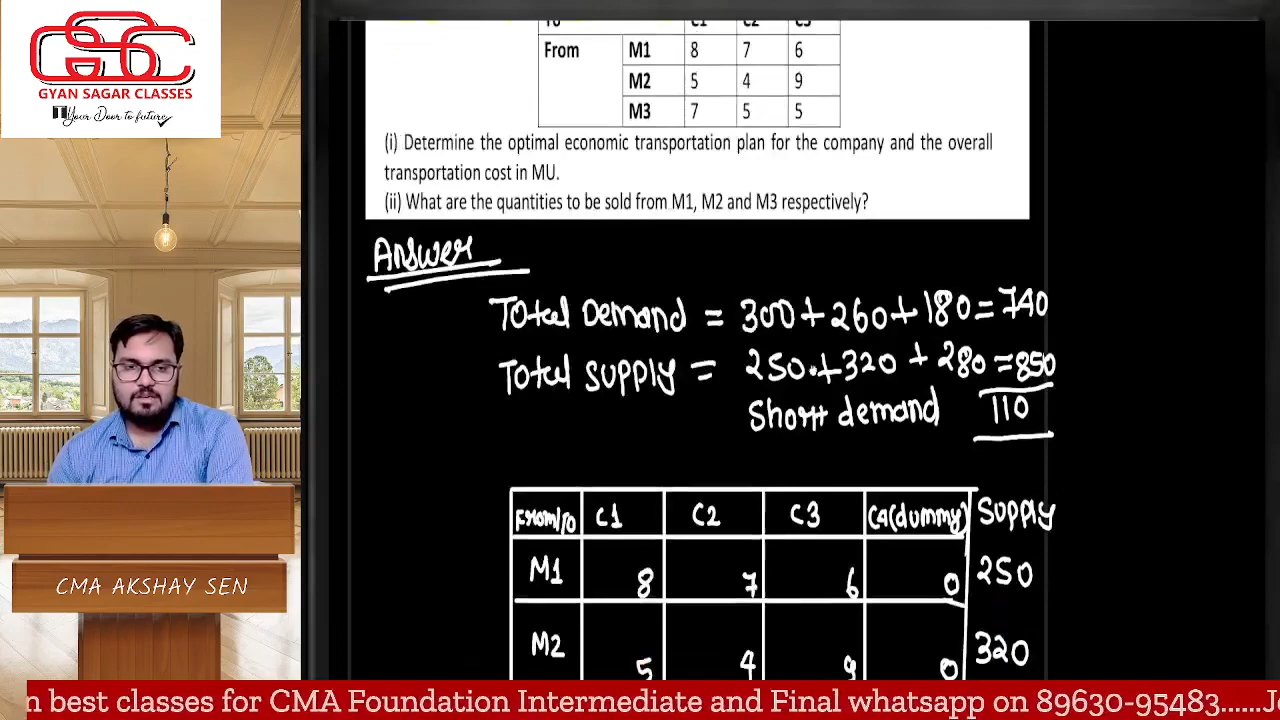 GSC
GYAN SAGAR CLASSES
Your Door to future
To C1 C2 C3
From M1 8 7 6
M2 5 4 9
M3 7 5 5
(i) Determine the optimal economic transportation plan for the company and the overall
transportation cost in MU.
(ii) What are the quantities to be sold from M1, M2 and M3 respectively?
Answer
Total Demand = 300+260+180=740
Total supply = 250+320+280=850
Short demand 110
From/To C1 C2 C3 C4(dummy) Supply
M1 8 7 6 0 250
M2 5 4 9 0 320
CMA AKSHAY SEN
n best classes for CMA Foundation Intermediate and Final whatsapp on 89630-95483......Jo